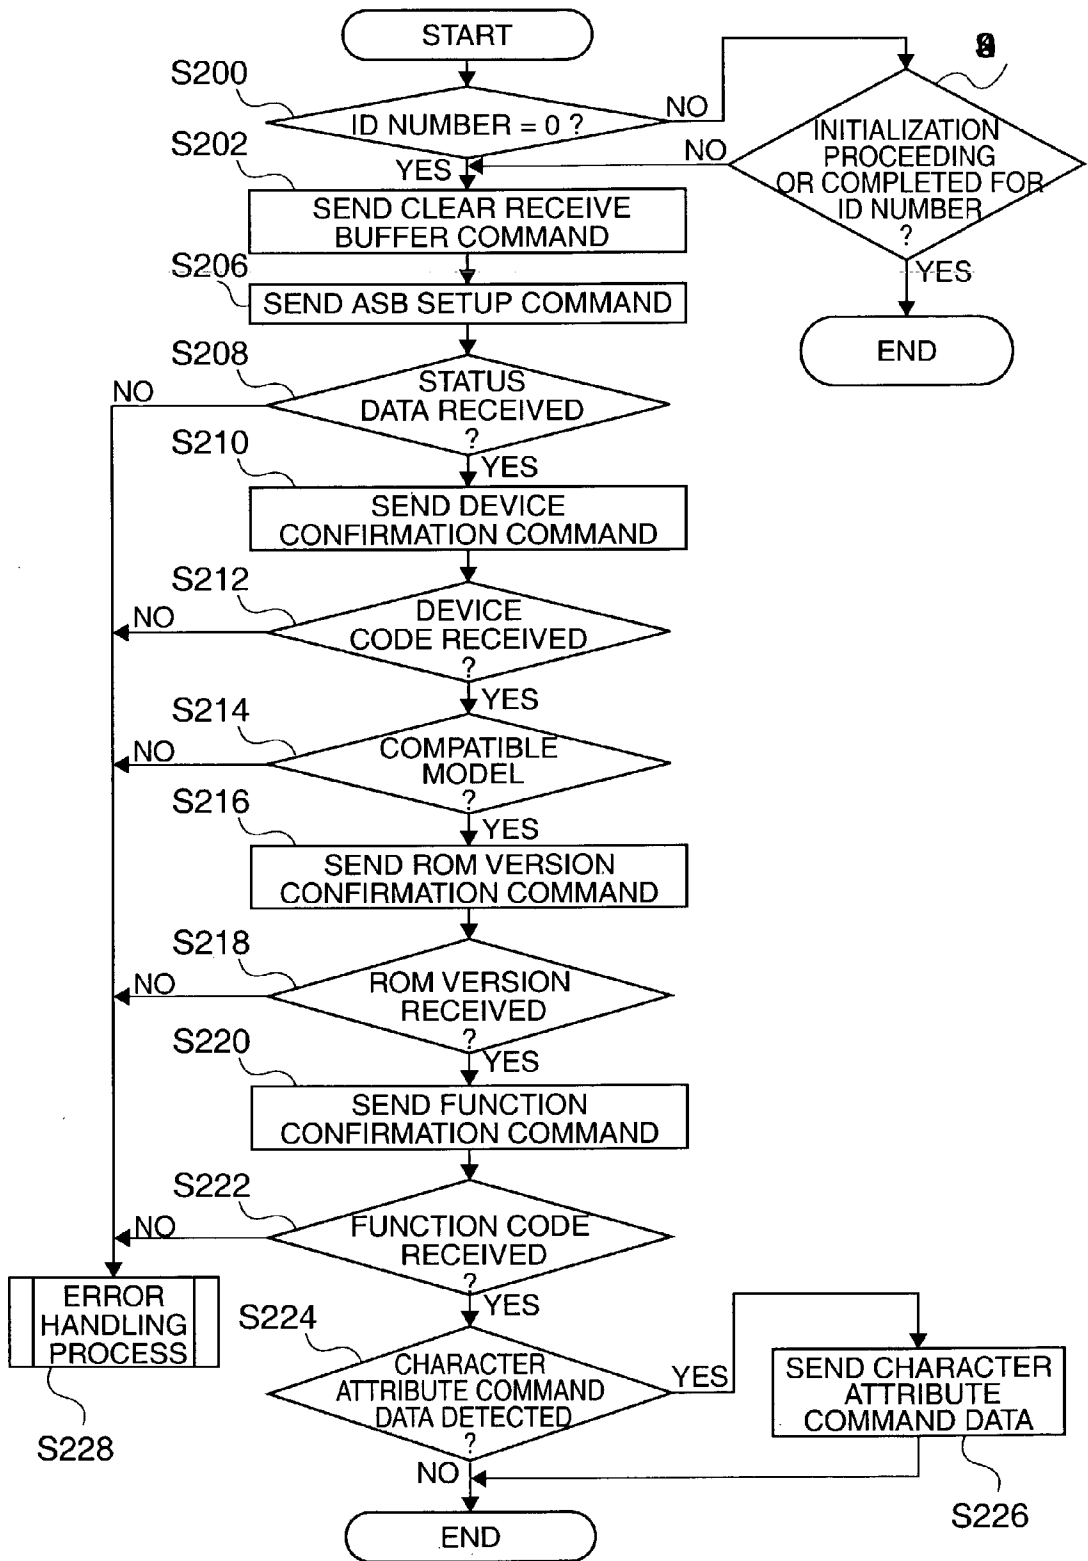 START
S200
ID NUMBER = 0 ?
NO
YES
INITIALIZATION
PROCEEDING
OR COMPLETED FOR
ID NUMBER
?
NO
YES
END
S202
SEND CLEAR RECEIVE
BUFFER COMMAND
S206
SEND ASB SETUP COMMAND
S208
STATUS
DATA RECEIVED
?
NO
YES
S210
SEND DEVICE
CONFIRMATION COMMAND
S212
DEVICE
CODE RECEIVED
?
NO
YES
S214
COMPATIBLE
MODEL
?
NO
YES
S216
SEND ROM VERSION
CONFIRMATION COMMAND
S218
ROM VERSION
RECEIVED
?
NO
YES
S220
SEND FUNCTION
CONFIRMATION COMMAND
S222
FUNCTION CODE
RECEIVED
?
NO
YES
ERROR
HANDLING
PROCESS
S228
S224
CHARACTER
ATTRIBUTE COMMAND
DATA DETECTED
?
YES
NO
SEND CHARACTER
ATTRIBUTE
COMMAND DATA
S226
END